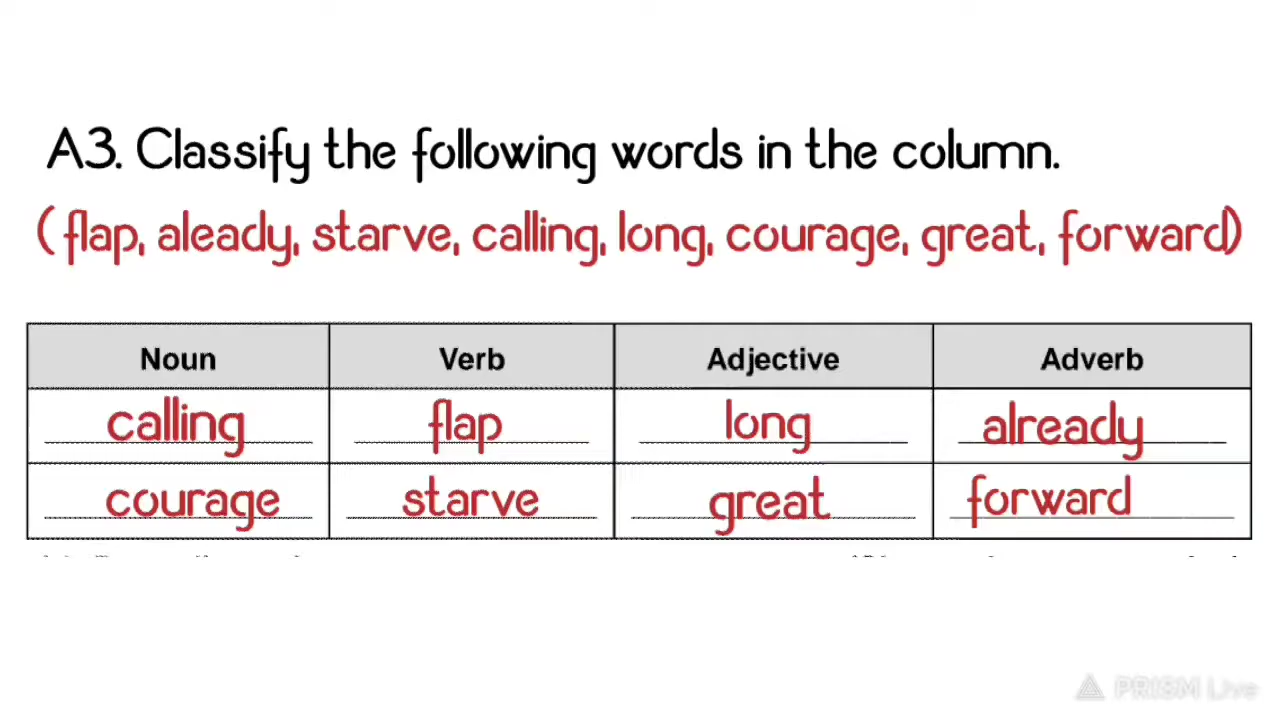 A3. Classify the following words in the column.
( flap, aleady, starve, calling, long, courage, great, forward)
Noun Verb Adjective Adverb
calling flap long already
courage starve great forward
PRISM Live